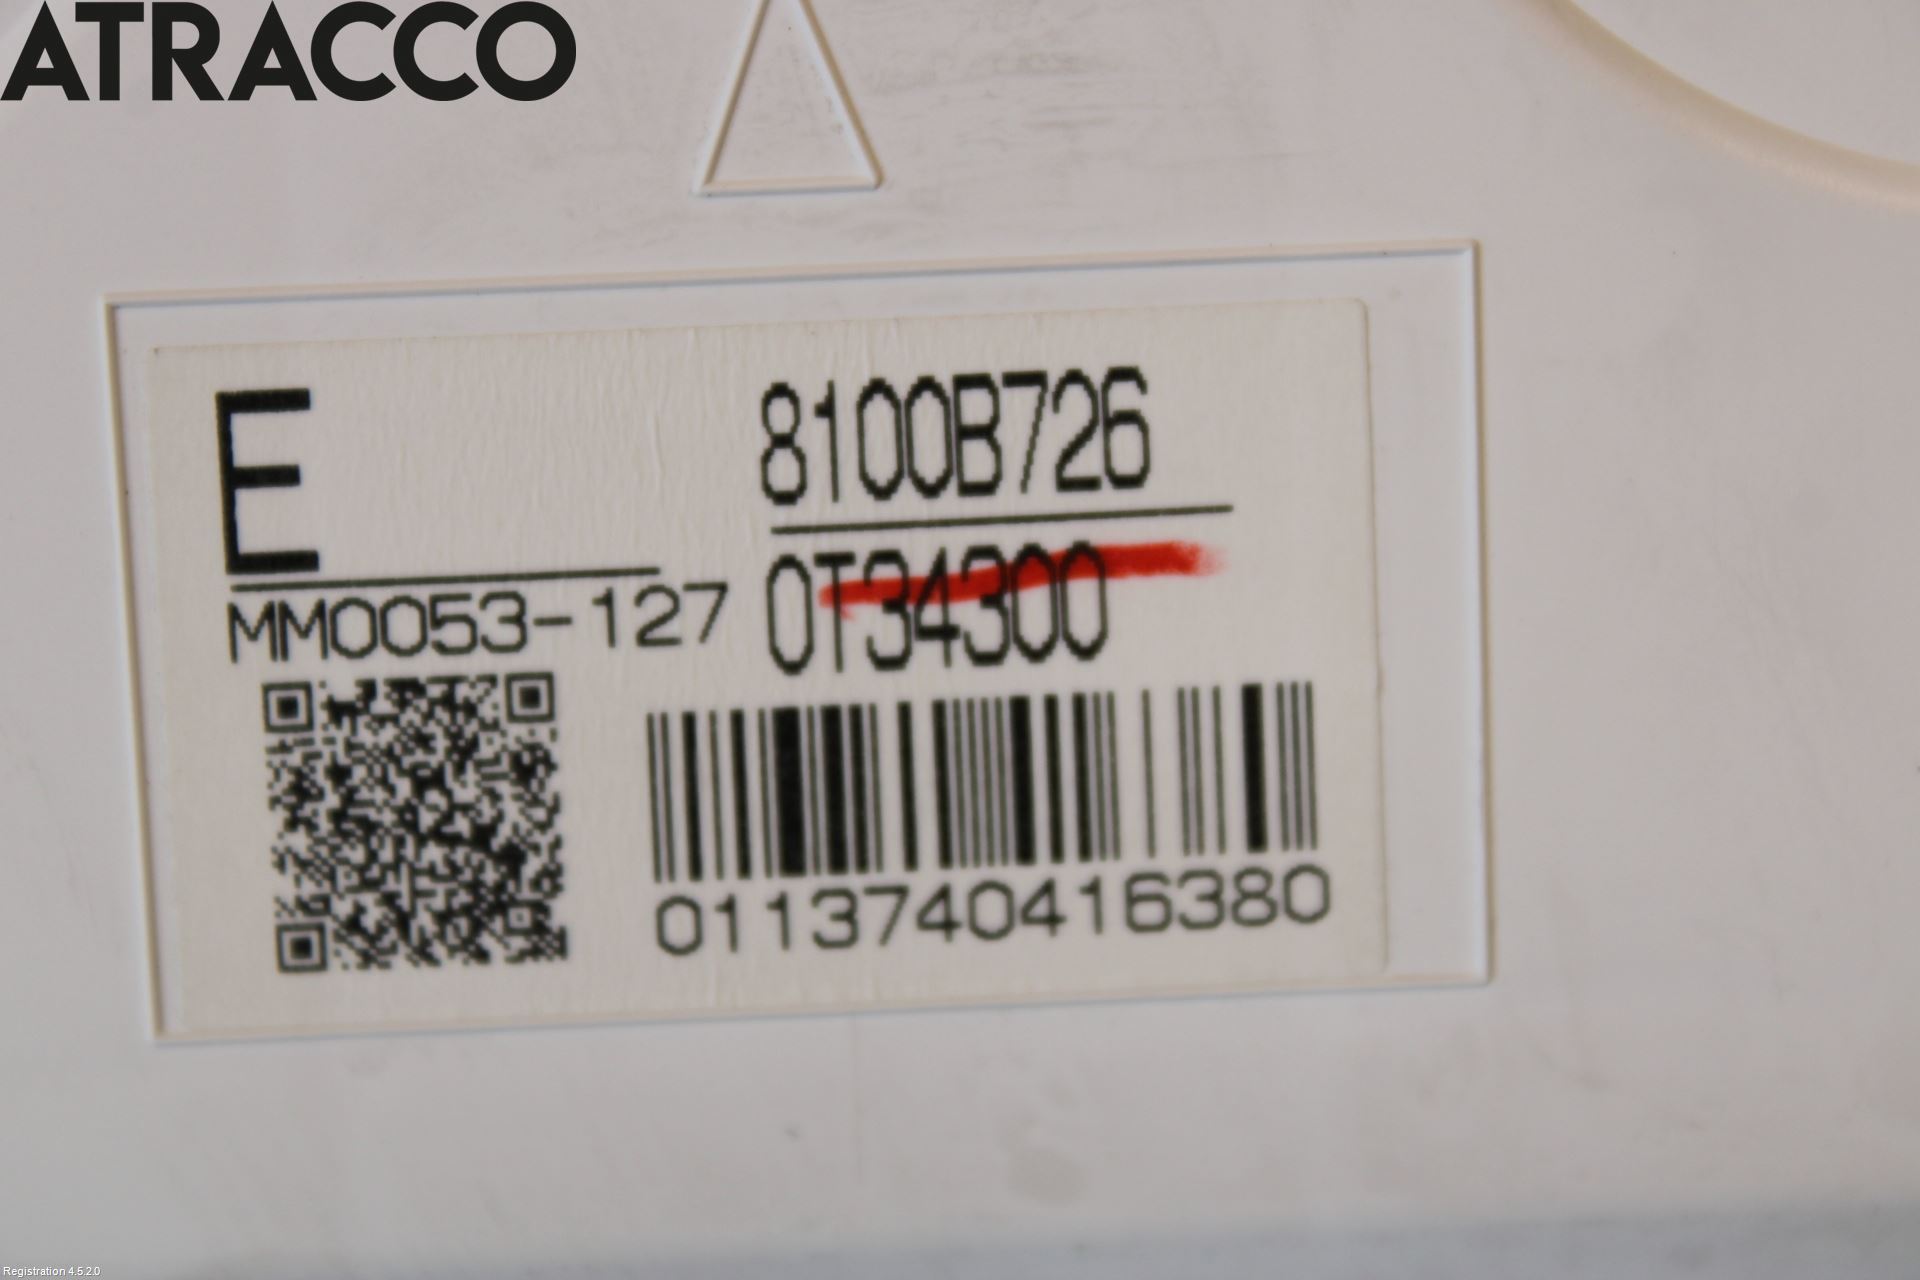 ATRACCO
E
8100B726
MM0053-127
0T34300
0113740416380
Registration 4.5.2.0